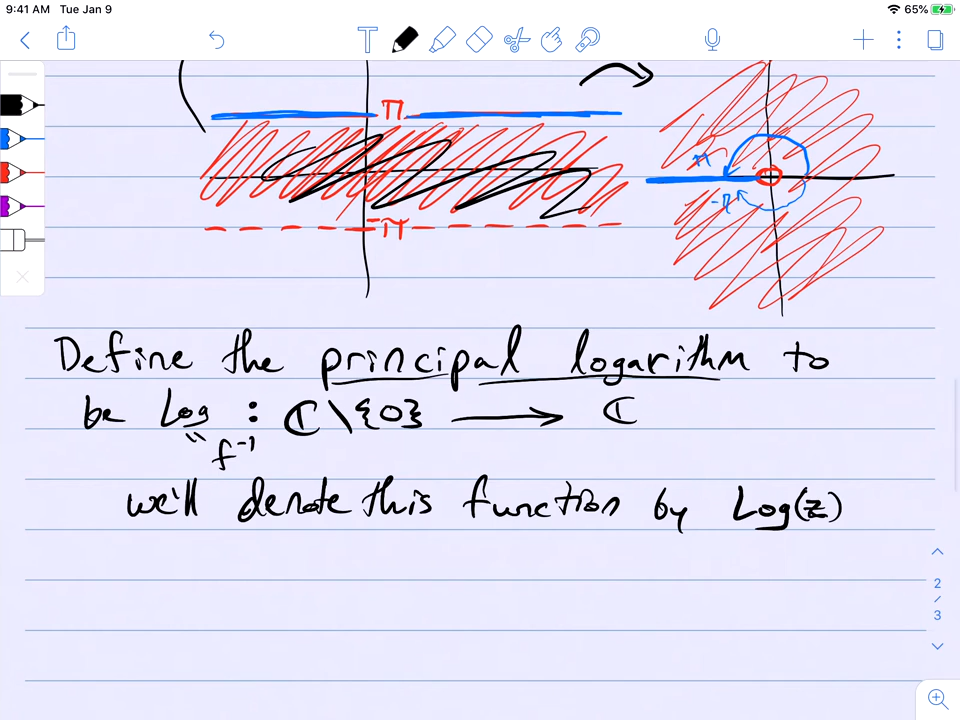 9:41 AM Tue Jan 9
65%
T
π
π
-π
-π
Define the principal logarithm to
be Log : ℂ \ {0} ⟶ ℂ
" f⁻¹
we'll denote this function by Log(z)
2
/
3